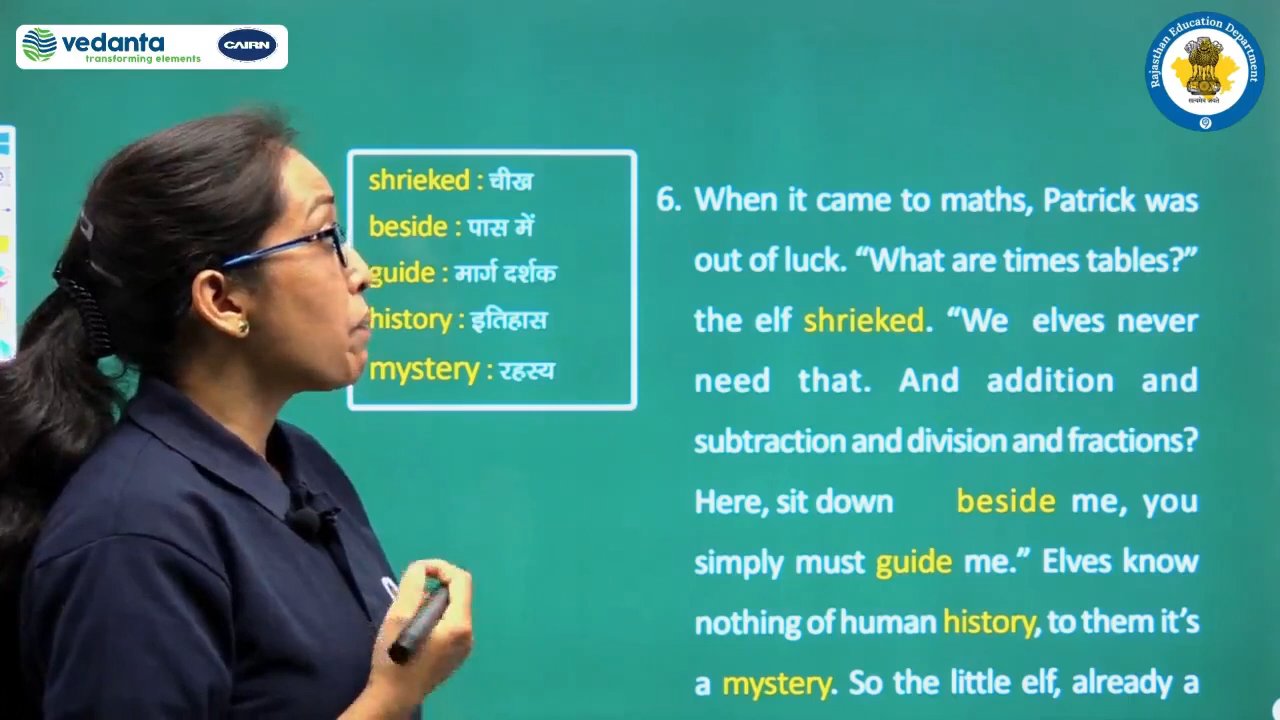 vedanta
transforming elements
CAIRN
Rajasthan Education Department
सत्यमेव जयते
shrieked : चीख
beside : पास में
guide : मार्ग दर्शक
history : इतिहास
mystery : रहस्य
6. When it came to maths, Patrick was
out of luck. “What are times tables?”
the elf shrieked. “We elves never
need that. And addition and
subtraction and division and fractions?
Here, sit down beside me, you
simply must guide me.” Elves know
nothing of human history, to them it’s
a mystery. So the little elf, already a